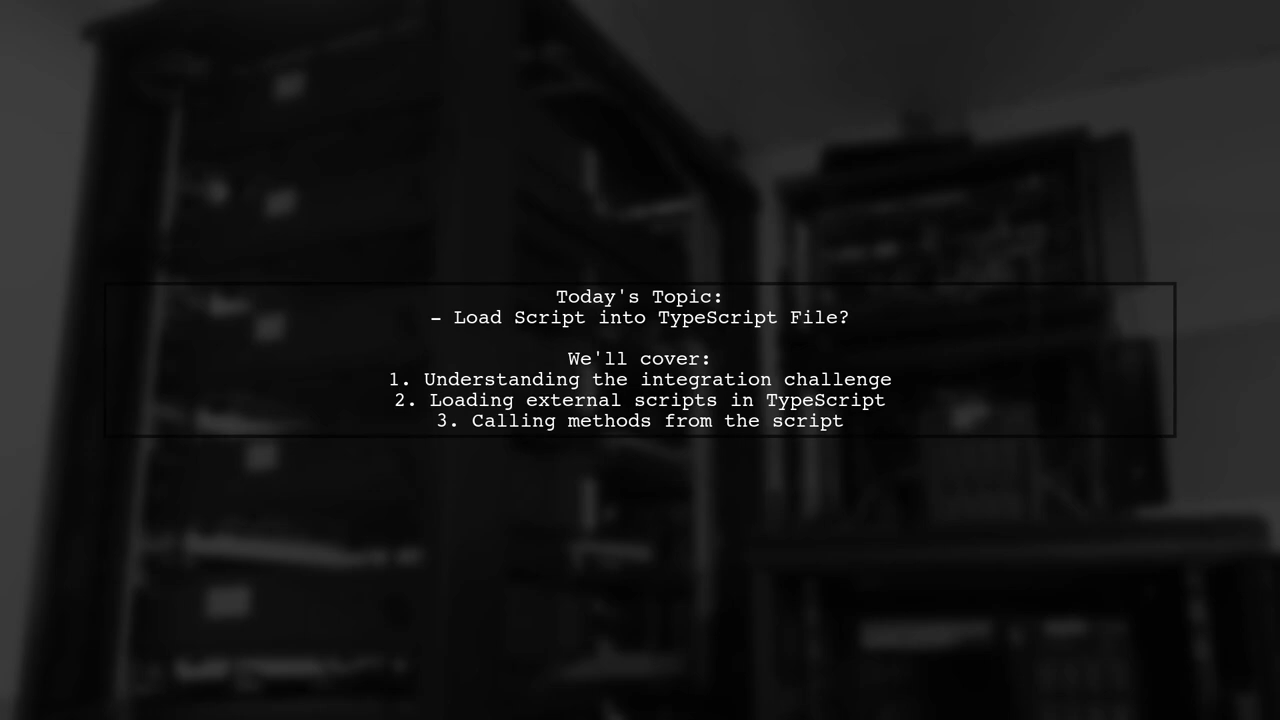 Today's Topic:
– Load Script into TypeScript File?
We'll cover:
1. Understanding the integration challenge
2. Loading external scripts in TypeScript
3. Calling methods from the script